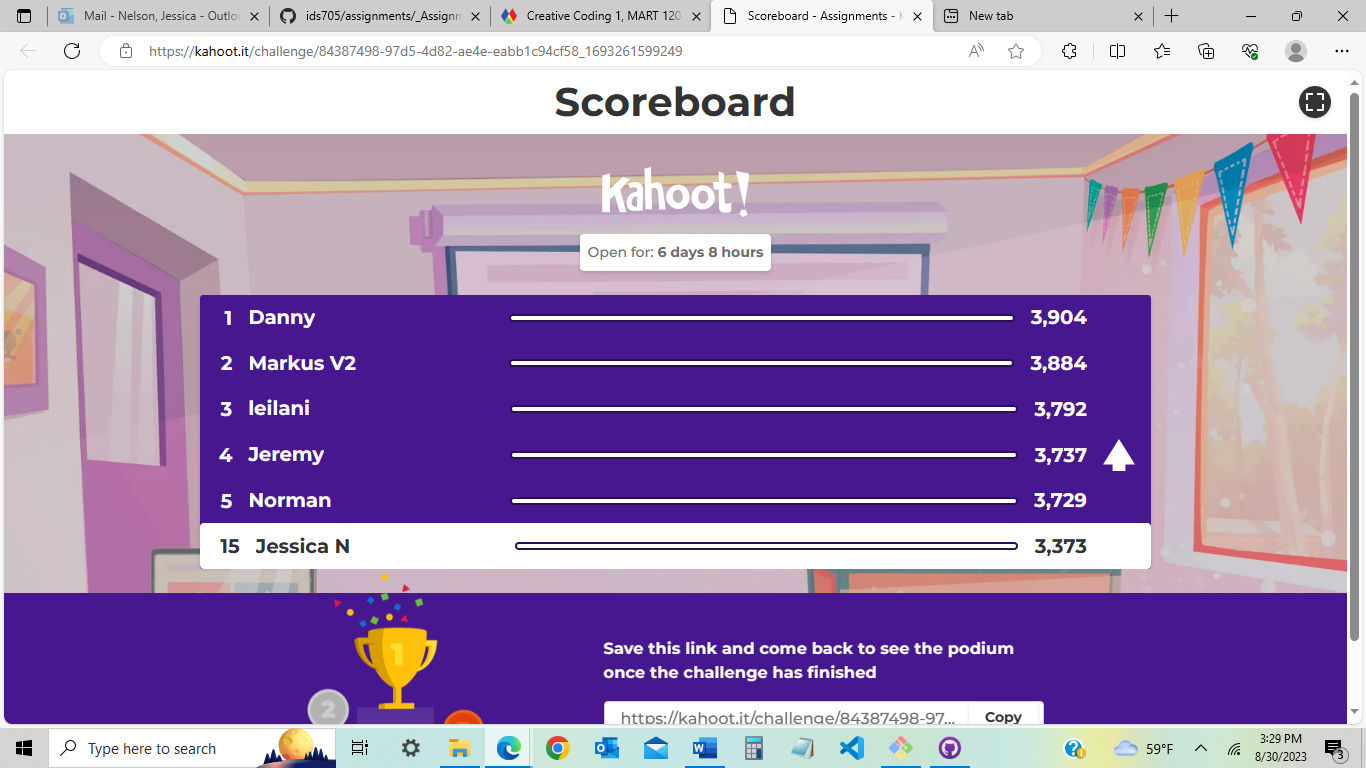 Mail - Nelson, Jessica - Outlo
ids705/assignments/_Assignm
Creative Coding 1, MART 120
Scoreboard - Assignments - K
New tab
https://kahoot.it/challenge/84387498-97d5-4d82-ae4e-eabb1c94cf58_1693261599249
Scoreboard
Kahoot!
Open for: 6 days 8 hours
1 Danny 3,904
2 Markus V2 3,884
3 leilani 3,792
4 Jeremy 3,737
5 Norman 3,729
15 Jessica N 3,373
1
2
Save this link and come back to see the podium
once the challenge has finished
https://kahoot.it/challenge/84387498-97... Copy
Type here to search
59°F
3:29 PM
8/30/2023
3